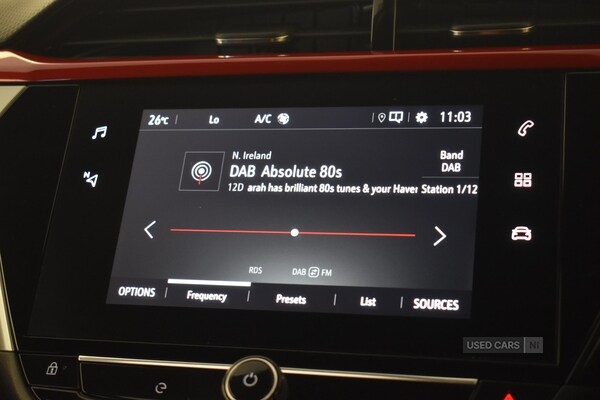 26°C Lo A/C 11:03
N. Ireland
DAB Absolute 80s
Band
DAB
12D arah has brilliant 80s tunes & your Haver Station 1/12
RDS DAB FM
OPTIONS Frequency Presets List SOURCES
N
USED CARS NI